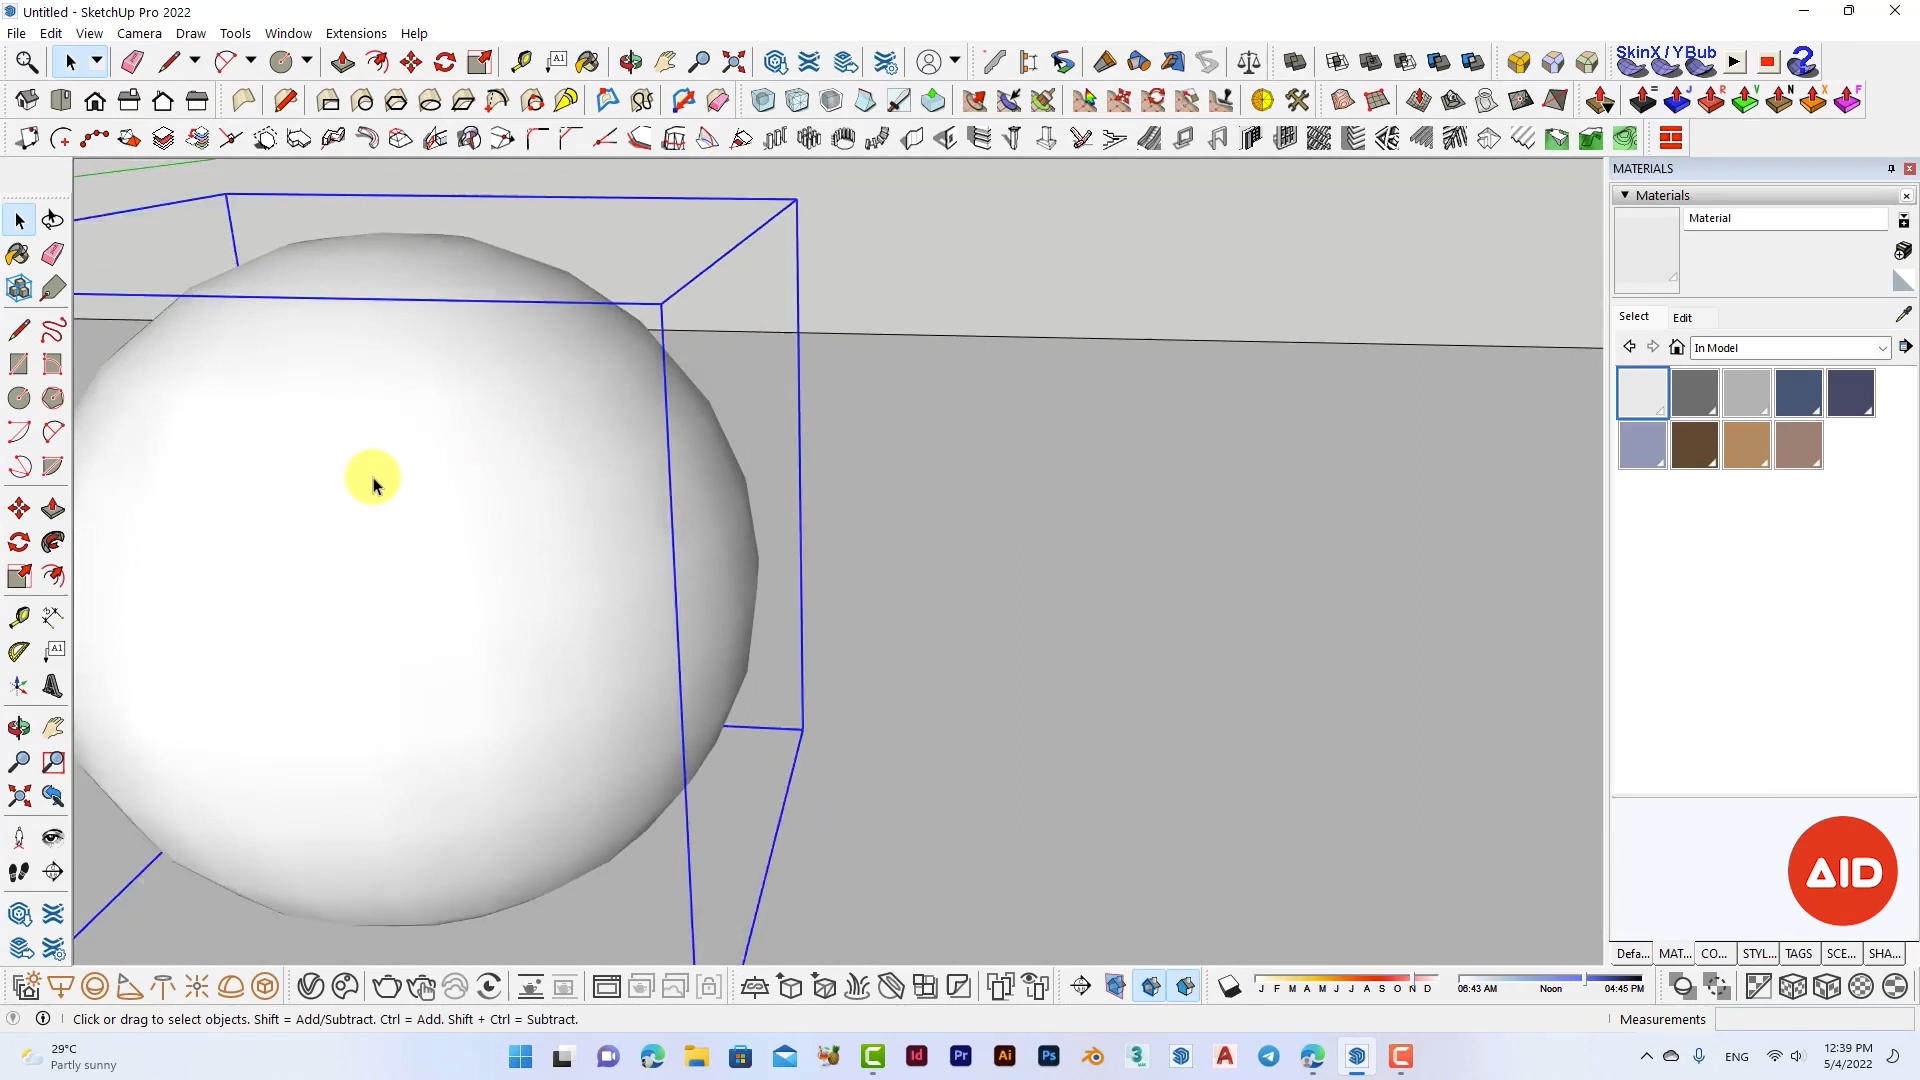 Untitled - SketchUp Pro 2022
File Edit View Camera Draw Tools Window Extensions Help
SkinX / YBub
MATERIALS
Materials
Material
Select Edit
In Model
AID
Defa... MAT... CO... STYL... TAGS SCE... SHA...
J F M A M J J A S O N D
06:43 AM Noon 04:45 PM
Click or drag to select objects. Shift = Add/Subtract. Ctrl = Add. Shift + Ctrl = Subtract.
Measurements
29°C
Partly sunny
ENG
12:39 PM
5/4/2022